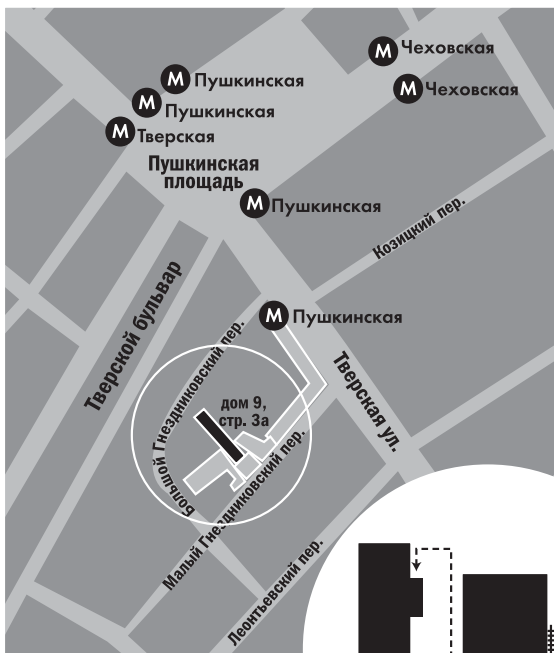 М Чеховская
М Чеховская
М Пушкинская
М Пушкинская
М Тверская
Пушкинская
площадь
М Пушкинская
Козицкий пер.
М Пушкинская
Тверской бульвар
Большой Гнездниковский пер.
Тверская ул.
дом 9,
стр. 3а
Малый Гнездниковский пер.
Леонтьевский пер.